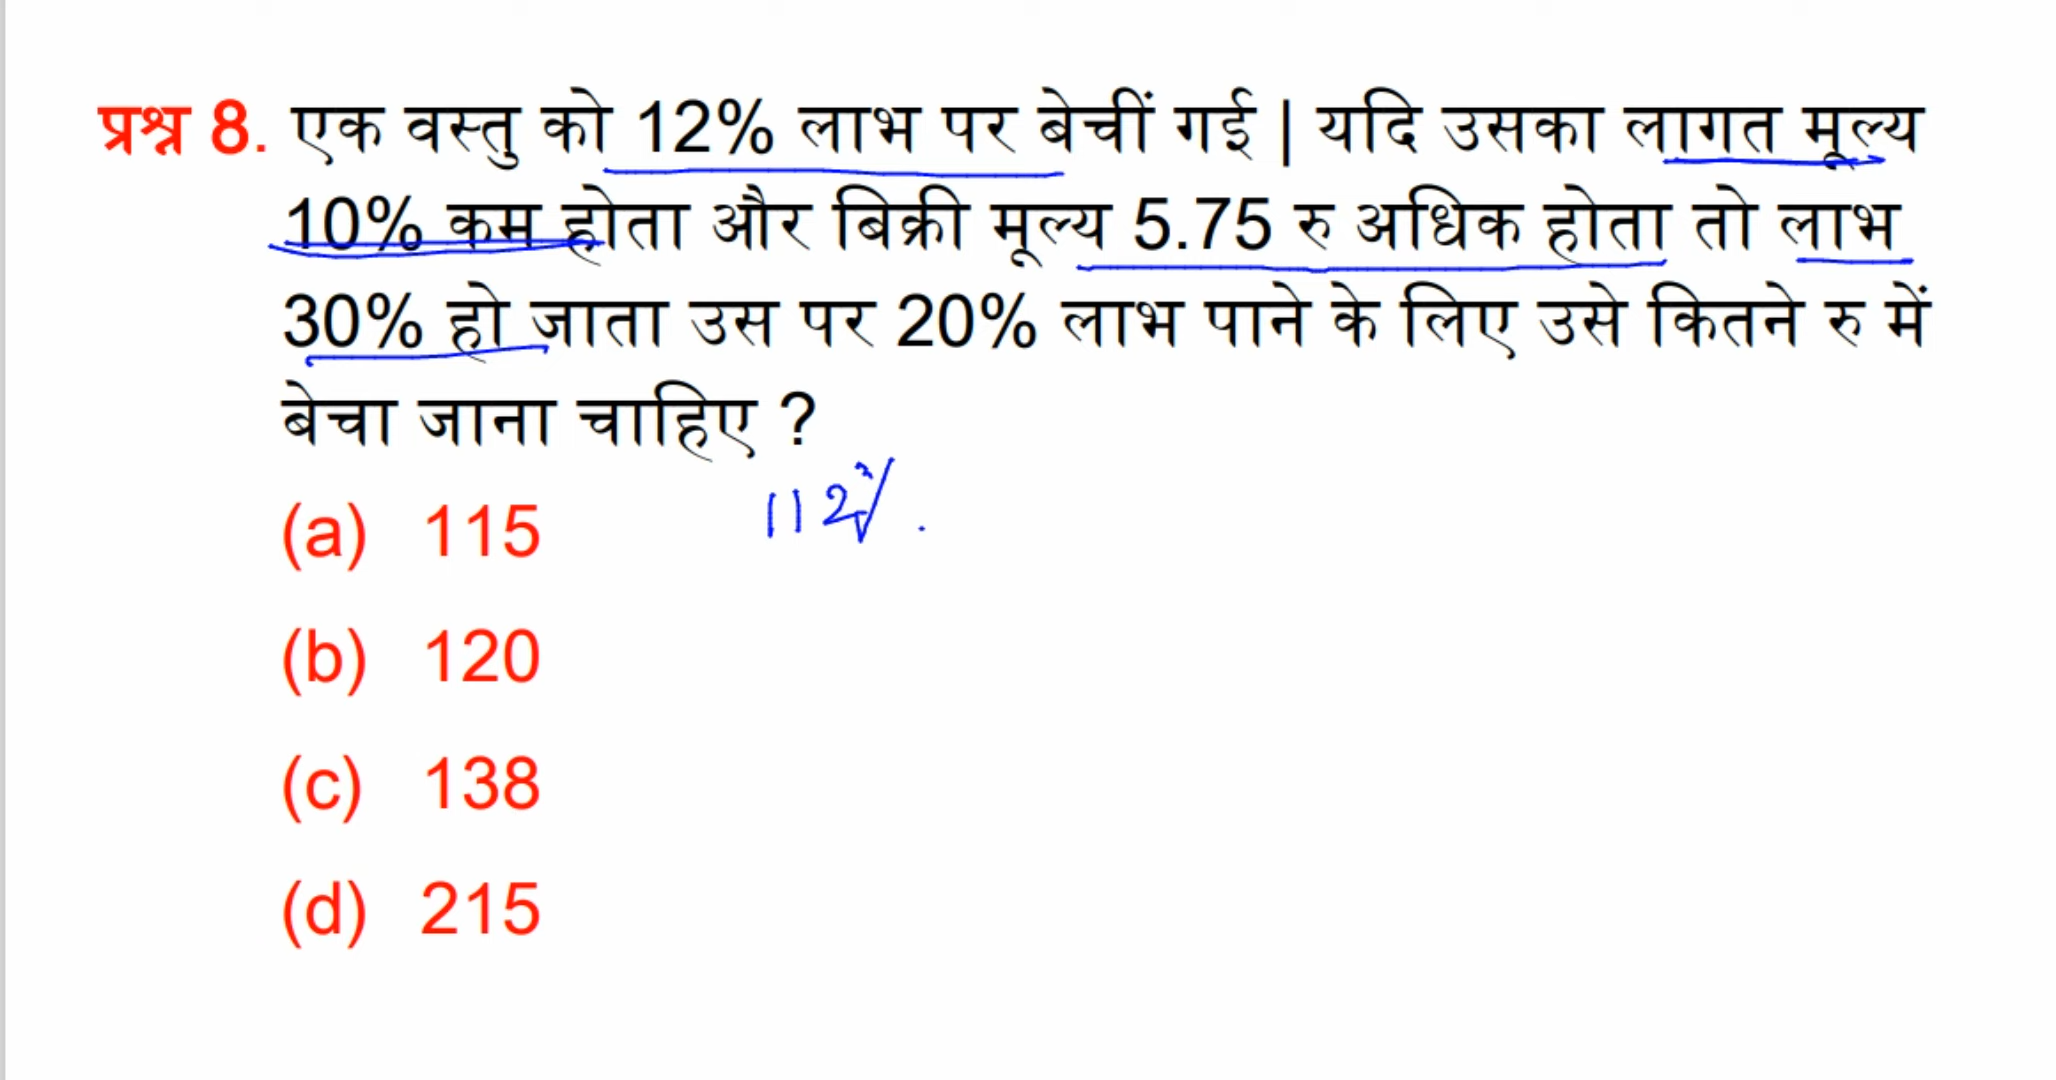 प्रश्न 8. एक वस्तु को 12% लाभ पर बेचीं गई | यदि उसका लागत मूल्य
10% कम होता और बिक्री मूल्य 5.75 रु अधिक होता तो लाभ
30% हो जाता उस पर 20% लाभ पाने के लिए उसे कितने रु में
बेचा जाना चाहिए ?
112%.
(a) 115
(b) 120
(c) 138
(d) 215